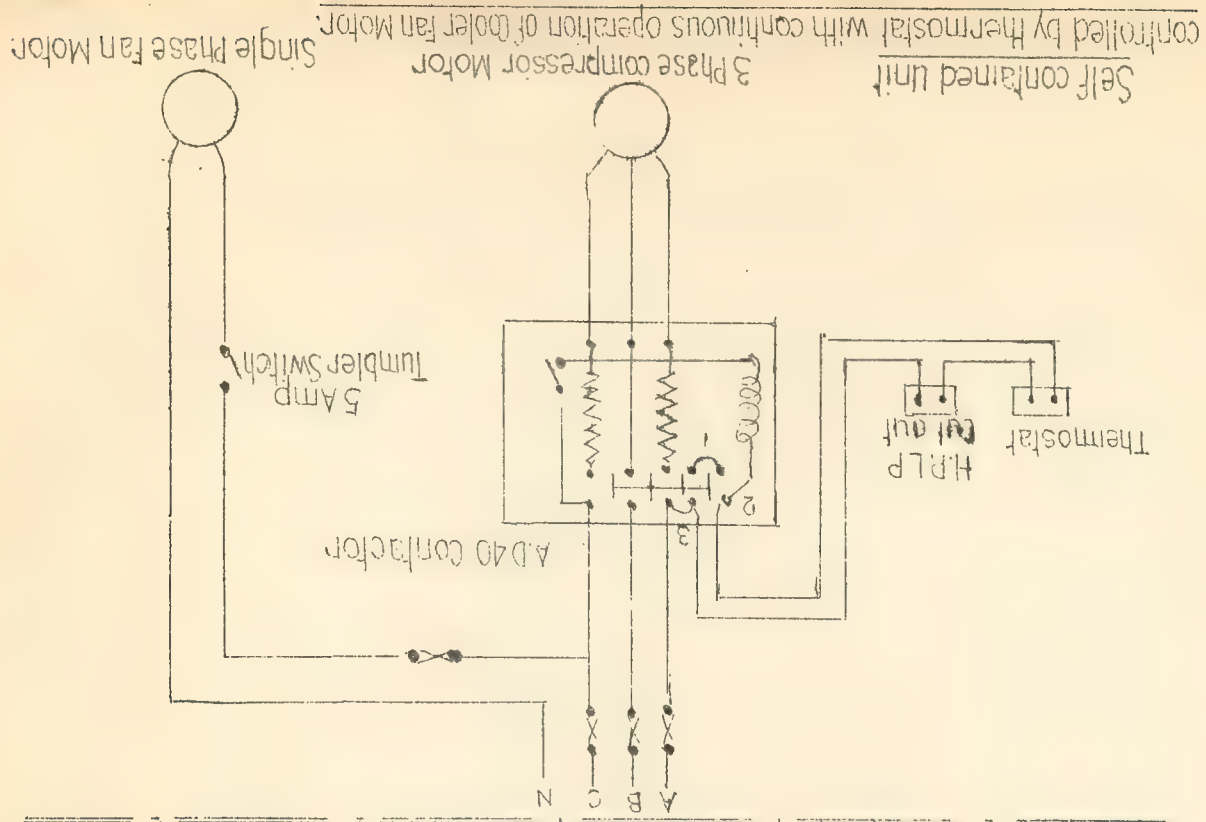 A B C N
A.D 40 Contactor
3
2
1
Thermostat
H.P.L.P
Cut out
5 Amp
Tumbler Switch
Self contained Unit
controlled by thermostat with continuous operation of Cooler Fan Motor.
3 Phase compressor Motor
Single Phase Fan Motor